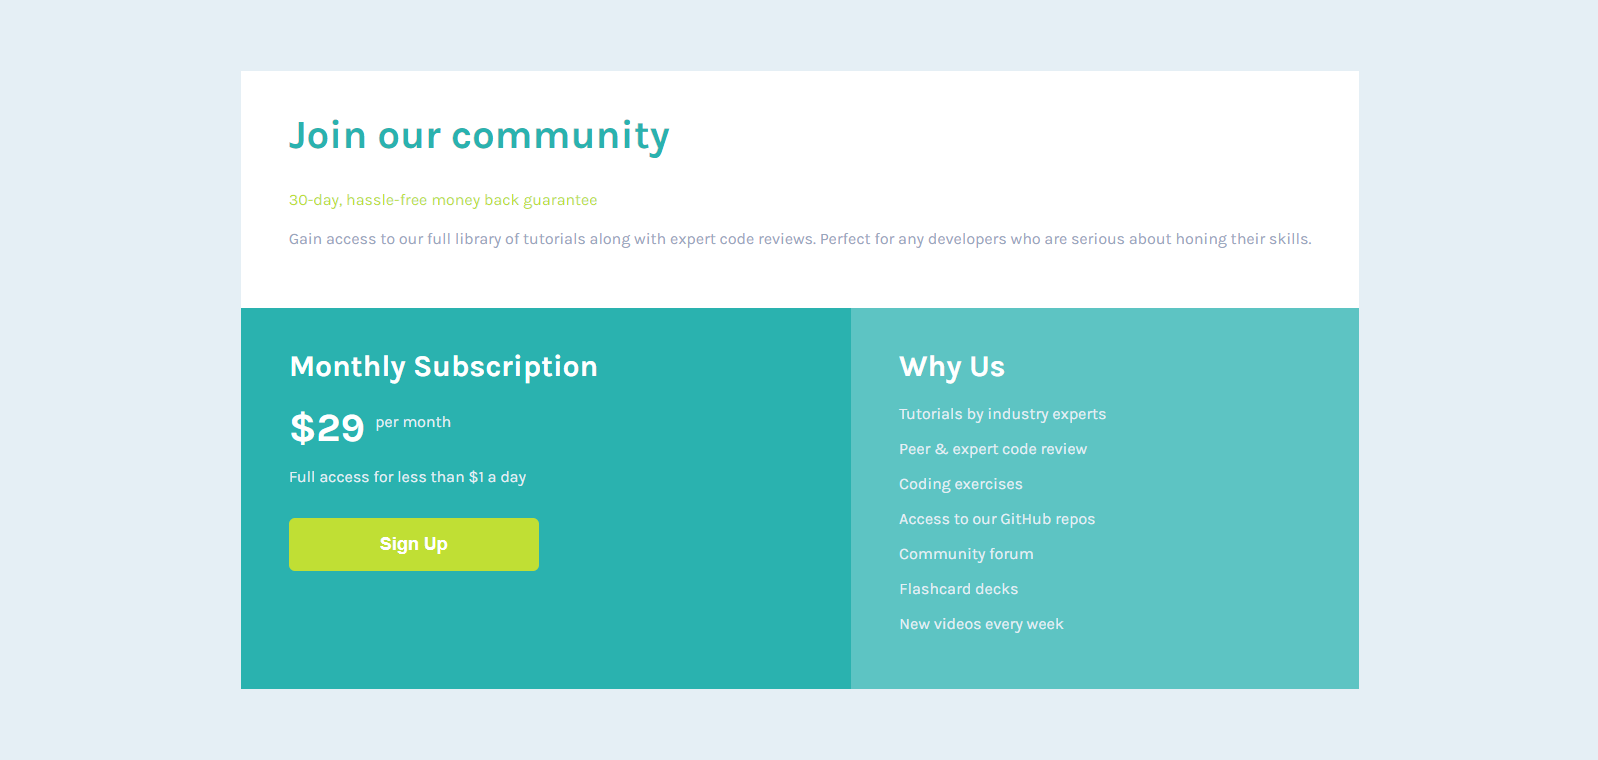 Join our community
30-day, hassle-free money back guarantee
Gain access to our full library of tutorials along with expert code reviews. Perfect for any developers who are serious about honing their skills.
Monthly Subscription
$29 per month
Full access for less than $1 a day
Sign Up
Why Us
Tutorials by industry experts
Peer & expert code review
Coding exercises
Access to our GitHub repos
Community forum
Flashcard decks
New videos every week